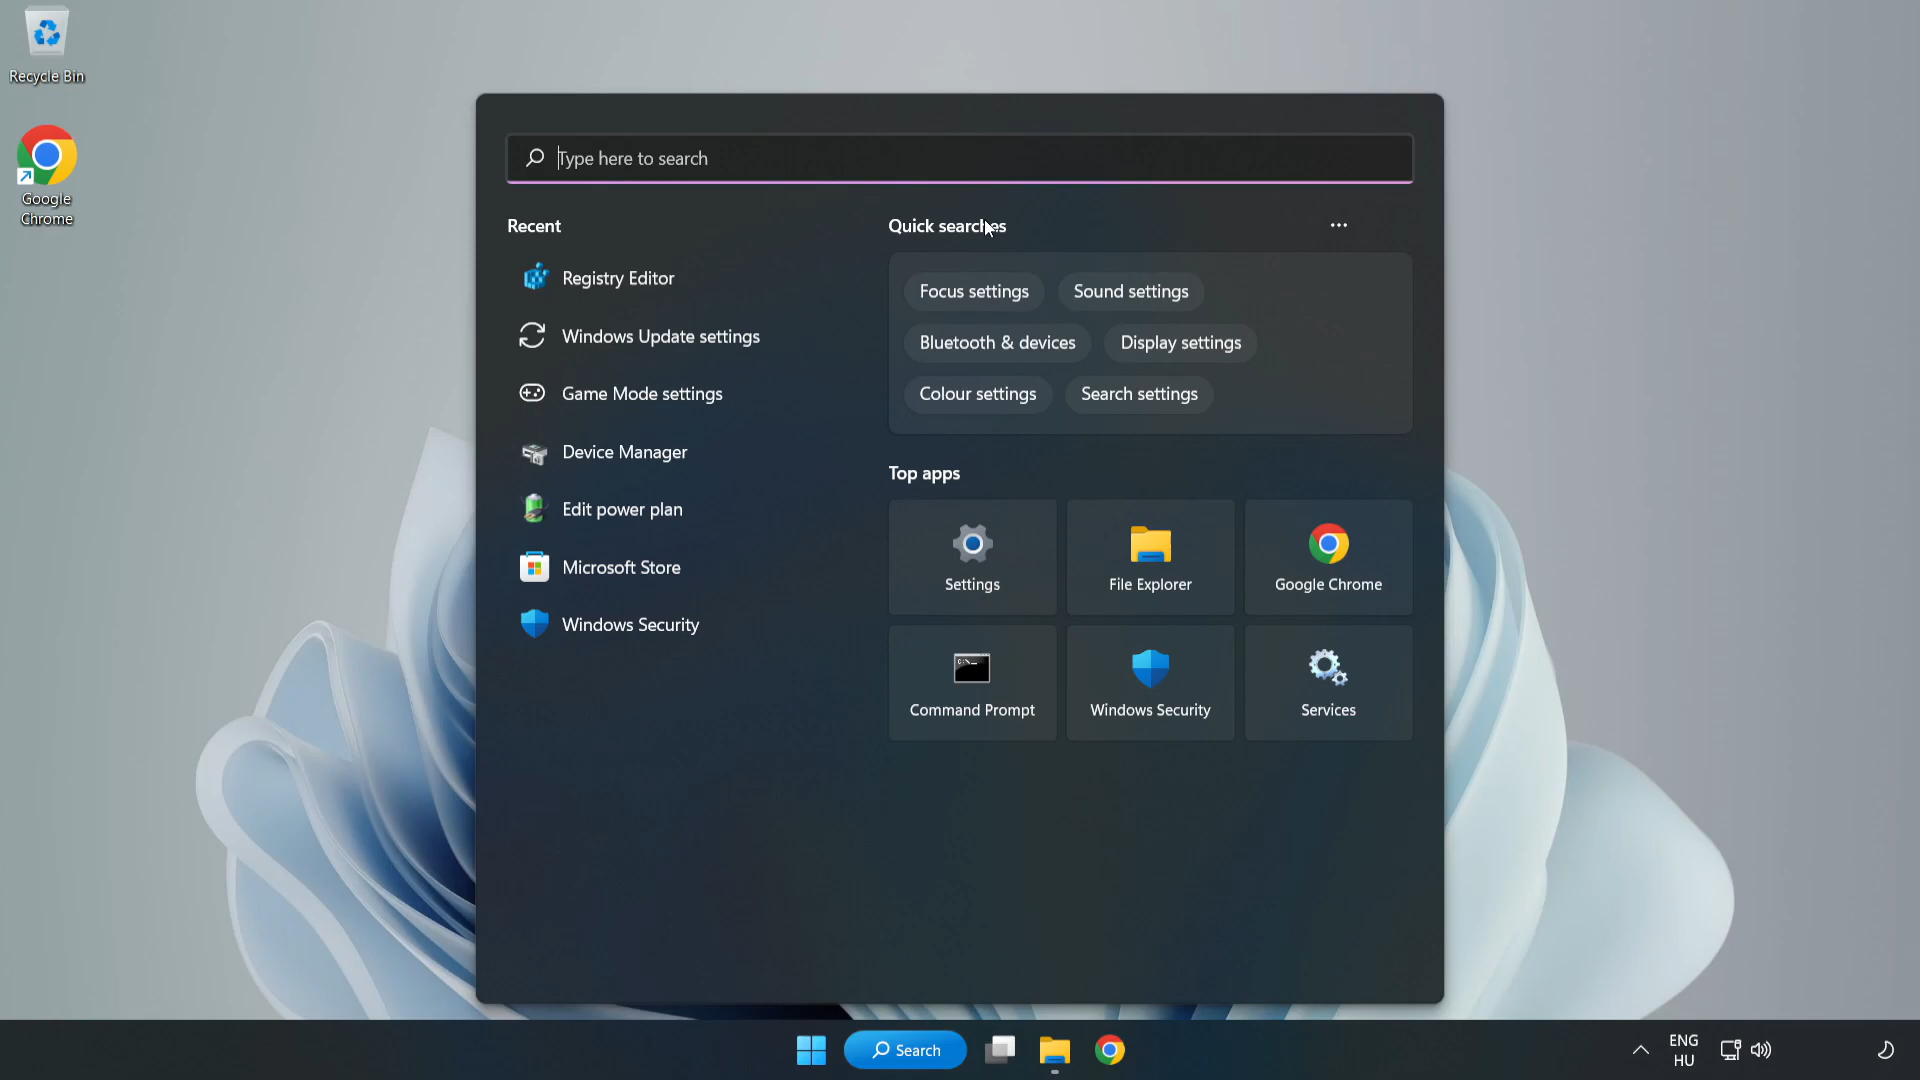 Recycle Bin
Google
Chrome
Type here to search
Recent
Registry Editor
Windows Update settings
Game Mode settings
Device Manager
Edit power plan
Microsoft Store
Windows Security
Quick searches
Focus settings
Sound settings
Bluetooth & devices
Display settings
Colour settings
Search settings
Top apps
Settings
File Explorer
Google Chrome
Command Prompt
Windows Security
Services
Search
ENG
HU